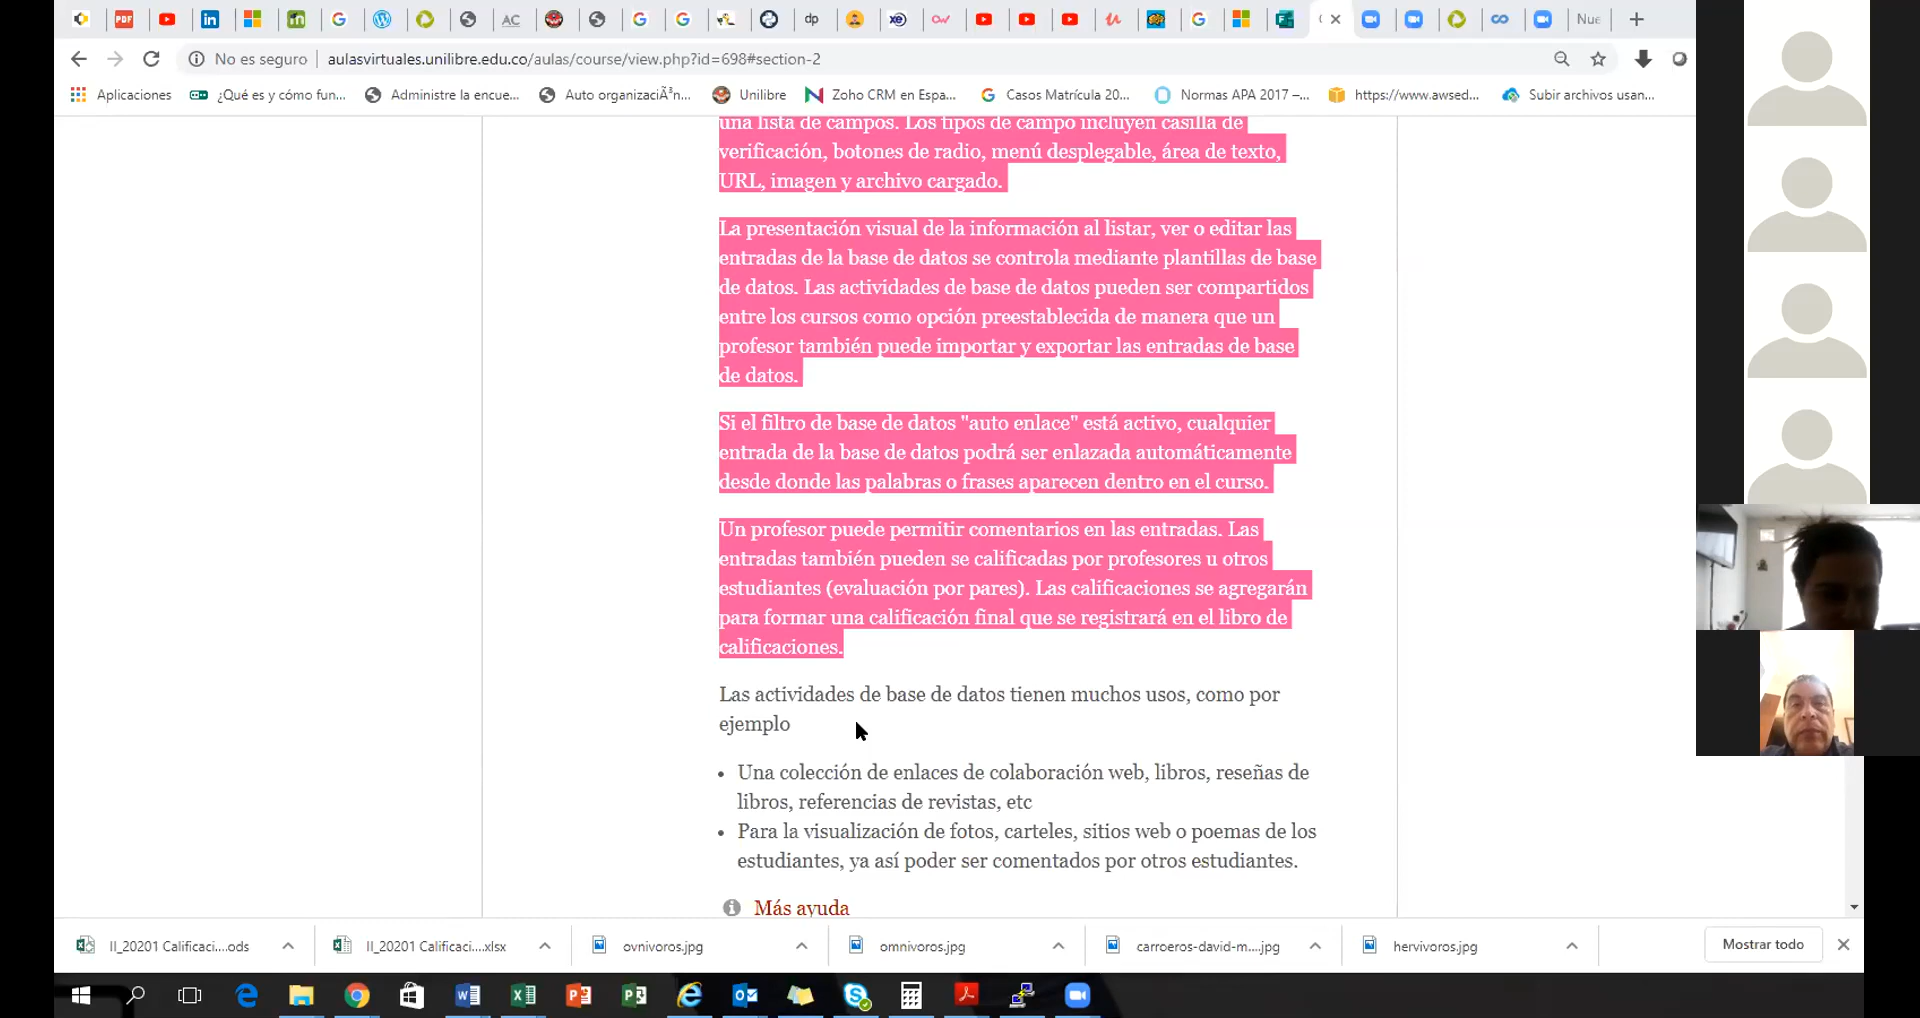 AC
dp
Nue
No es seguro
aulasvirtuales.unilibre.edu.co/aulas/course/view.php?id=698#section-2
Aplicaciones
¿Qué es y cómo fun...
Administre la encue...
Auto organizaciÃ³n...
Unilibre
Zoho CRM en Espa...
Casos Matrícula 20...
Normas APA 2017 –...
https://www.awsed...
Subir archivos usan...
una lista de campos. Los tipos de campo incluyen casilla de
verificación, botones de radio, menú desplegable, área de texto,
URL, imagen y archivo cargado.
La presentación visual de la información al listar, ver o editar las
entradas de la base de datos se controla mediante plantillas de base
de datos. Las actividades de base de datos pueden ser compartidos
entre los cursos como opción preestablecida de manera que un
profesor también puede importar y exportar las entradas de base
de datos.
Si el filtro de base de datos "auto enlace" está activo, cualquier
entrada de la base de datos podrá ser enlazada automáticamente
desde donde las palabras o frases aparecen dentro en el curso.
Un profesor puede permitir comentarios en las entradas. Las
entradas también pueden se calificadas por profesores u otros
estudiantes (evaluación por pares). Las calificaciones se agregarán
para formar una calificación final que se registrará en el libro de
calificaciones.
Las actividades de base de datos tienen muchos usos, como por
ejemplo
• Una colección de enlaces de colaboración web, libros, reseñas de
libros, referencias de revistas, etc
• Para la visualización de fotos, carteles, sitios web o poemas de los
estudiantes, ya así poder ser comentados por otros estudiantes.
Más ayuda
II_20201 Calificaci....ods
II_20201 Calificaci....xlsx
ovnivoros.jpg
omnivoros.jpg
carroeros-david-m....jpg
hervivoros.jpg
Mostrar todo